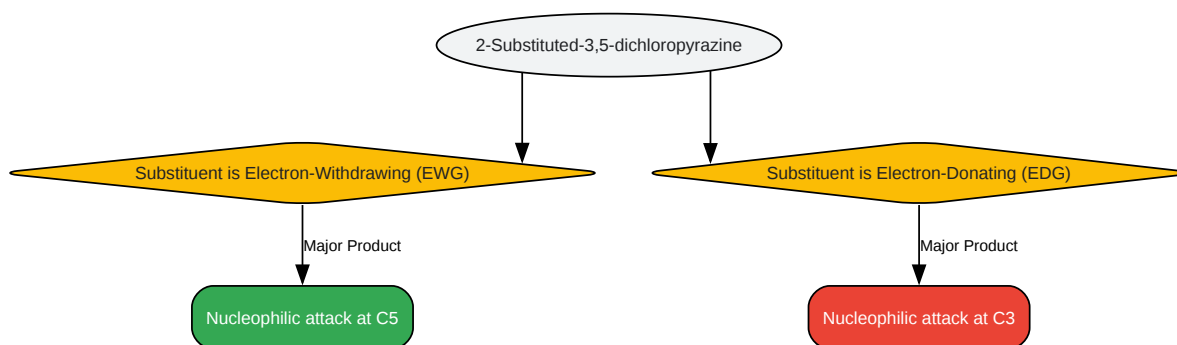 2-Substituted-3,5-dichloropyrazine
Substituent is Electron-Withdrawing (EWG)
Substituent is Electron-Donating (EDG)
Major Product
Major Product
Nucleophilic attack at C5
Nucleophilic attack at C3